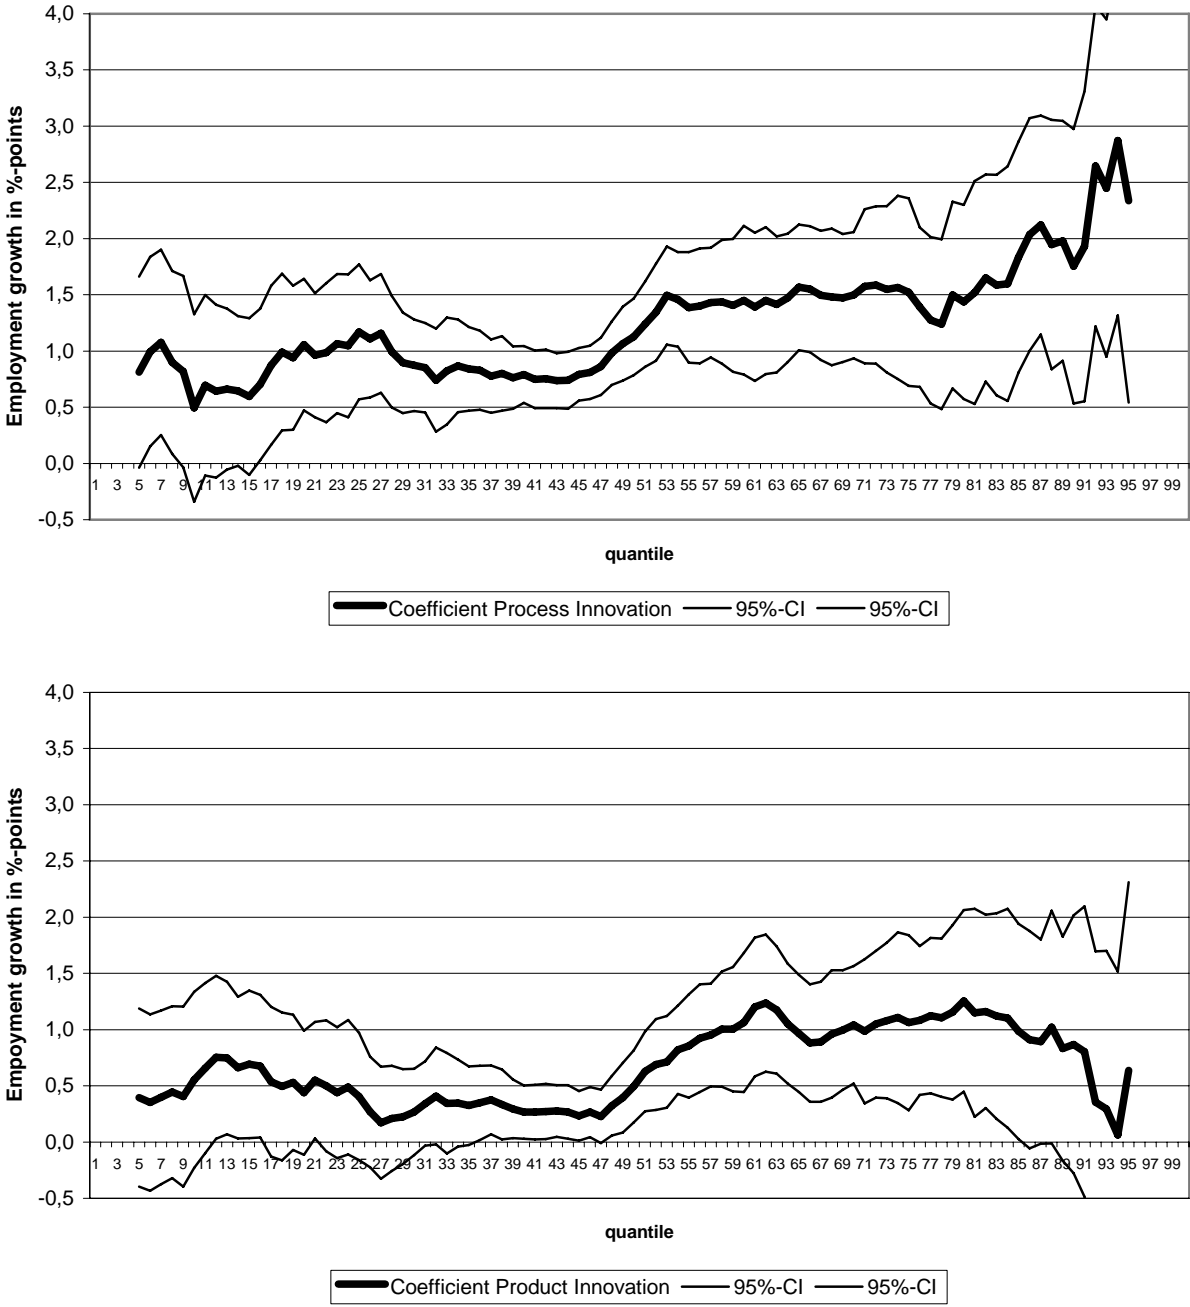 4,0
3,5
3,0
2,5
2,0
1,5
1,0
0,5
0,0
-0,5
Employment growth in %-points
1 3 5 7 9 11 13 15 17 19 21 23 25 27 29 31 33 35 37 39 41 43 45 47 49 51 53 55 57 59 61 63 65 67 69 71 73 75 77 79 81 83 85 87 89 91 93 95 97 99
quantile
Coefficient Process Innovation 95%-CI 95%-CI
4,0
3,5
3,0
2,5
2,0
1,5
1,0
0,5
0,0
-0,5
Empoyment growth in %-points
1 3 5 7 9 11 13 15 17 19 21 23 25 27 29 31 33 35 37 39 41 43 45 47 49 51 53 55 57 59 61 63 65 67 69 71 73 75 77 79 81 83 85 87 89 91 93 95 97 99
quantile
Coefficient Product Innovation 95%-CI 95%-CI